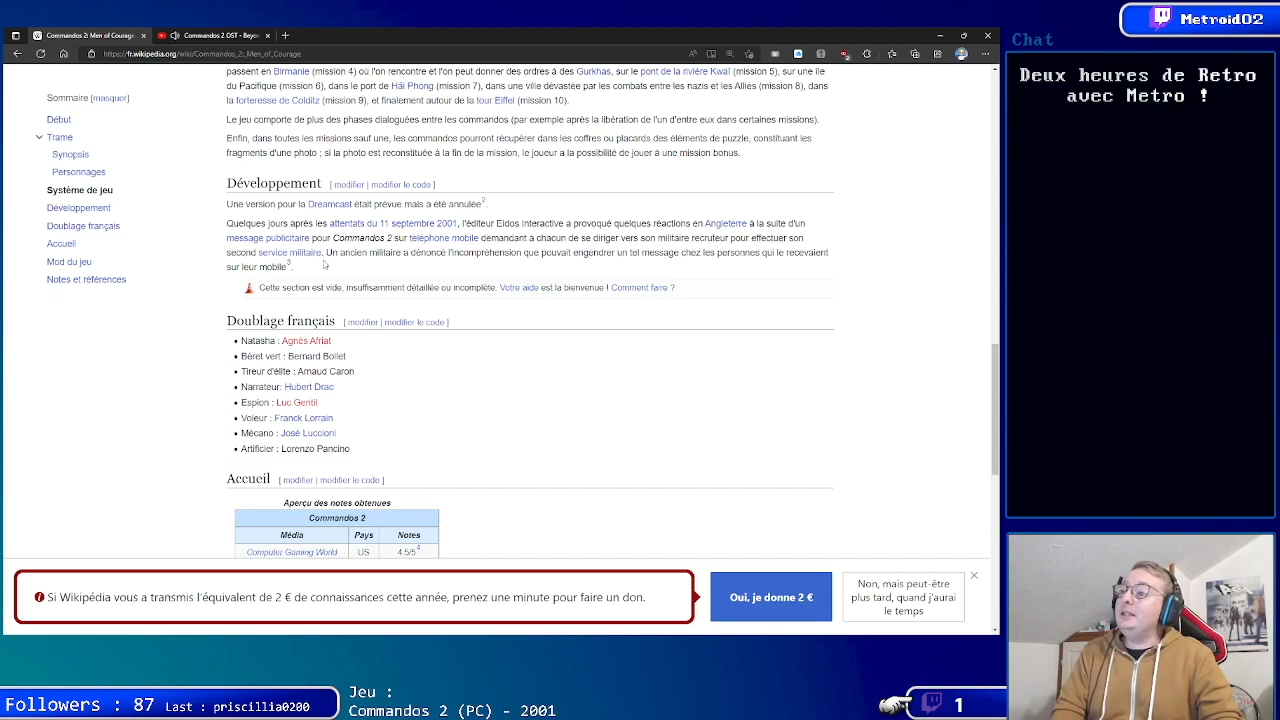 Commandos 2: Men of Courage
Commandos 2 OST - Beyo
https://fr.wikipedia.org/wiki/Commandos_2:_Men_of_Courage
Metroid02
Chat
Deux heures de Retro
avec Metro !
Sommaire [masquer]
Début
Trame
Synopsis
Personnages
Système de jeu
Développement
Doublage français
Accueil
Mod du jeu
Notes et références
passent en Birmanie (mission 4) où l'on rencontre et l'on peut donner des ordres à des Gurkhas, sur le pont de la rivière Kwaï (mission 5), sur une île
du Pacifique (mission 6), dans le port de Hải Phòng (mission 7), dans une ville dévastée par les combats entre les nazis et les Alliés (mission 8), dans
la forteresse de Colditz (mission 9), et finalement autour de la tour Eiffel (mission 10).
Le jeu comporte de plus des phases dialoguées entre les commandos (par exemple après la libération de l'un d'entre eux dans certaines missions).
Enfin, dans toutes les missions sauf une, les commandos pourront récupérer dans les coffres ou placards des éléments de puzzle, constituant les
fragments d'une photo ; si la photo est reconstituée à la fin de la mission, le joueur a la possibilité de jouer à une mission bonus.
Développement [ modifier | modifier le code ]
Une version pour la Dreamcast était prévue mais a été annulée2.
Quelques jours après les attentats du 11 septembre 2001, l'éditeur Eidos Interactive a provoqué quelques réactions en Angleterre à la suite d'un
message publicitaire pour Commandos 2 sur téléphone mobile demandant à chacun de se diriger vers son militaire recruteur pour effectuer son
second service militaire. Un ancien militaire a dénoncé l'incompréhension que pouvait engendrer un tel message chez les personnes qui le recevaient
sur leur mobile3.
Cette section est vide, insuffisamment détaillée ou incomplète. Votre aide est la bienvenue ! Comment faire ?
Doublage français [ modifier | modifier le code ]
• Natasha : Agnès Afriat
• Béret vert : Bernard Bollet
• Tireur d'élite : Arnaud Caron
• Narrateur: Hubert Drac
• Espion : Luc Gentil
• Voleur : Franck Lorrain
• Mécano : José Luccioni
• Artificier : Lorenzo Pancino
Accueil [ modifier | modifier le code ]
Aperçu des notes obtenues
Commandos 2
Média Pays Notes
Computer Gaming World US 4.5/54
Si Wikipédia vous a transmis l'équivalent de 2 € de connaissances cette année, prenez une minute pour faire un don.
Oui, je donne 2 €
Non, mais peut-être
plus tard, quand j'aurai
le temps
Followers : 87 Last : priscillia0200
Jeu :
Commandos 2 (PC) - 2001
1